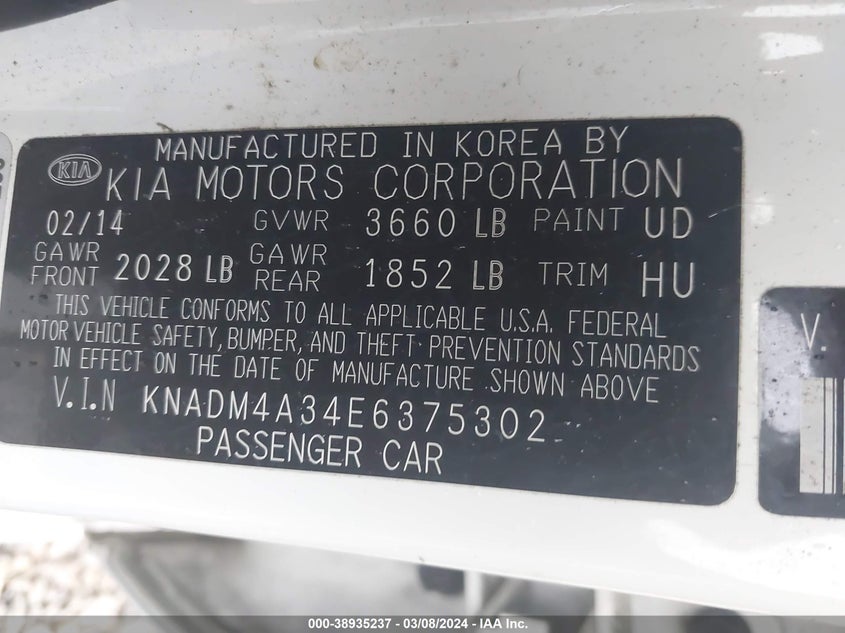 MANUFACTURED IN KOREA BY
KIA
KIA MOTORS CORPORATION
02/14 GVWR 3660 LB PAINT UD
GAWR FRONT 2028 LB GAWR REAR 1852 LB TRIM HU
THIS VEHICLE CONFORMS TO ALL APPLICABLE U.S.A. FEDERAL
MOTOR VEHICLE SAFETY, BUMPER, AND THEFT PREVENTION STANDARDS
IN EFFECT ON THE DATE OF MANUFACTURE SHOWN ABOVE
V.I.N KNADM4A34E6375302
PASSENGER CAR
V.
000-38935237 - 03/08/2024 - IAA Inc.